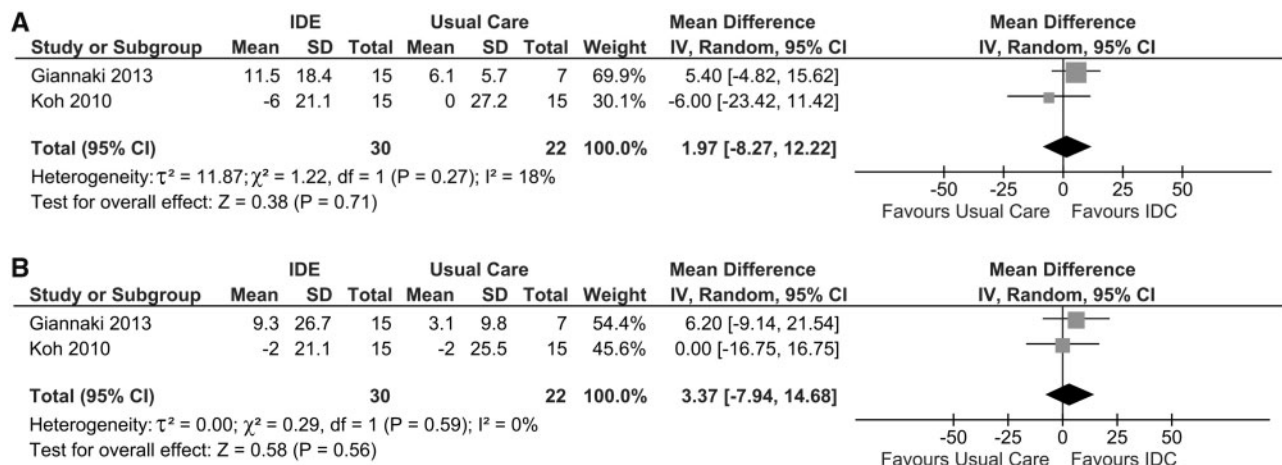 A IDE Usual Care Mean Difference Mean Difference
Study or Subgroup Mean SD Total Mean SD Total Weight IV, Random, 95% CI IV, Random, 95% CI
Giannaki 2013 11.5 18.4 15 6.1 5.7 7 69.9% 5.40 [-4.82, 15.62]
Koh 2010 -6 21.1 15 0 27.2 15 30.1% -6.00 [-23.42, 11.42]
Total (95% CI) 30 22 100.0% 1.97 [-8.27, 12.22]
Heterogeneity: τ² = 11.87; χ² = 1.22, df = 1 (P = 0.27); I² = 18%
Test for overall effect: Z = 0.38 (P = 0.71)
-50 -25 0 25 50
Favours Usual Care Favours IDC
B IDE Usual Care Mean Difference Mean Difference
Study or Subgroup Mean SD Total Mean SD Total Weight IV, Random, 95% CI IV, Random, 95% CI
Giannaki 2013 9.3 26.7 15 3.1 9.8 7 54.4% 6.20 [-9.14, 21.54]
Koh 2010 -2 21.1 15 -2 25.5 15 45.6% 0.00 [-16.75, 16.75]
Total (95% CI) 30 22 100.0% 3.37 [-7.94, 14.68]
Heterogeneity: τ² = 0.00; χ² = 0.29, df = 1 (P = 0.59); I² = 0%
Test for overall effect: Z = 0.58 (P = 0.56)
-50 -25 0 25 50
Favours Usual Care Favours IDC